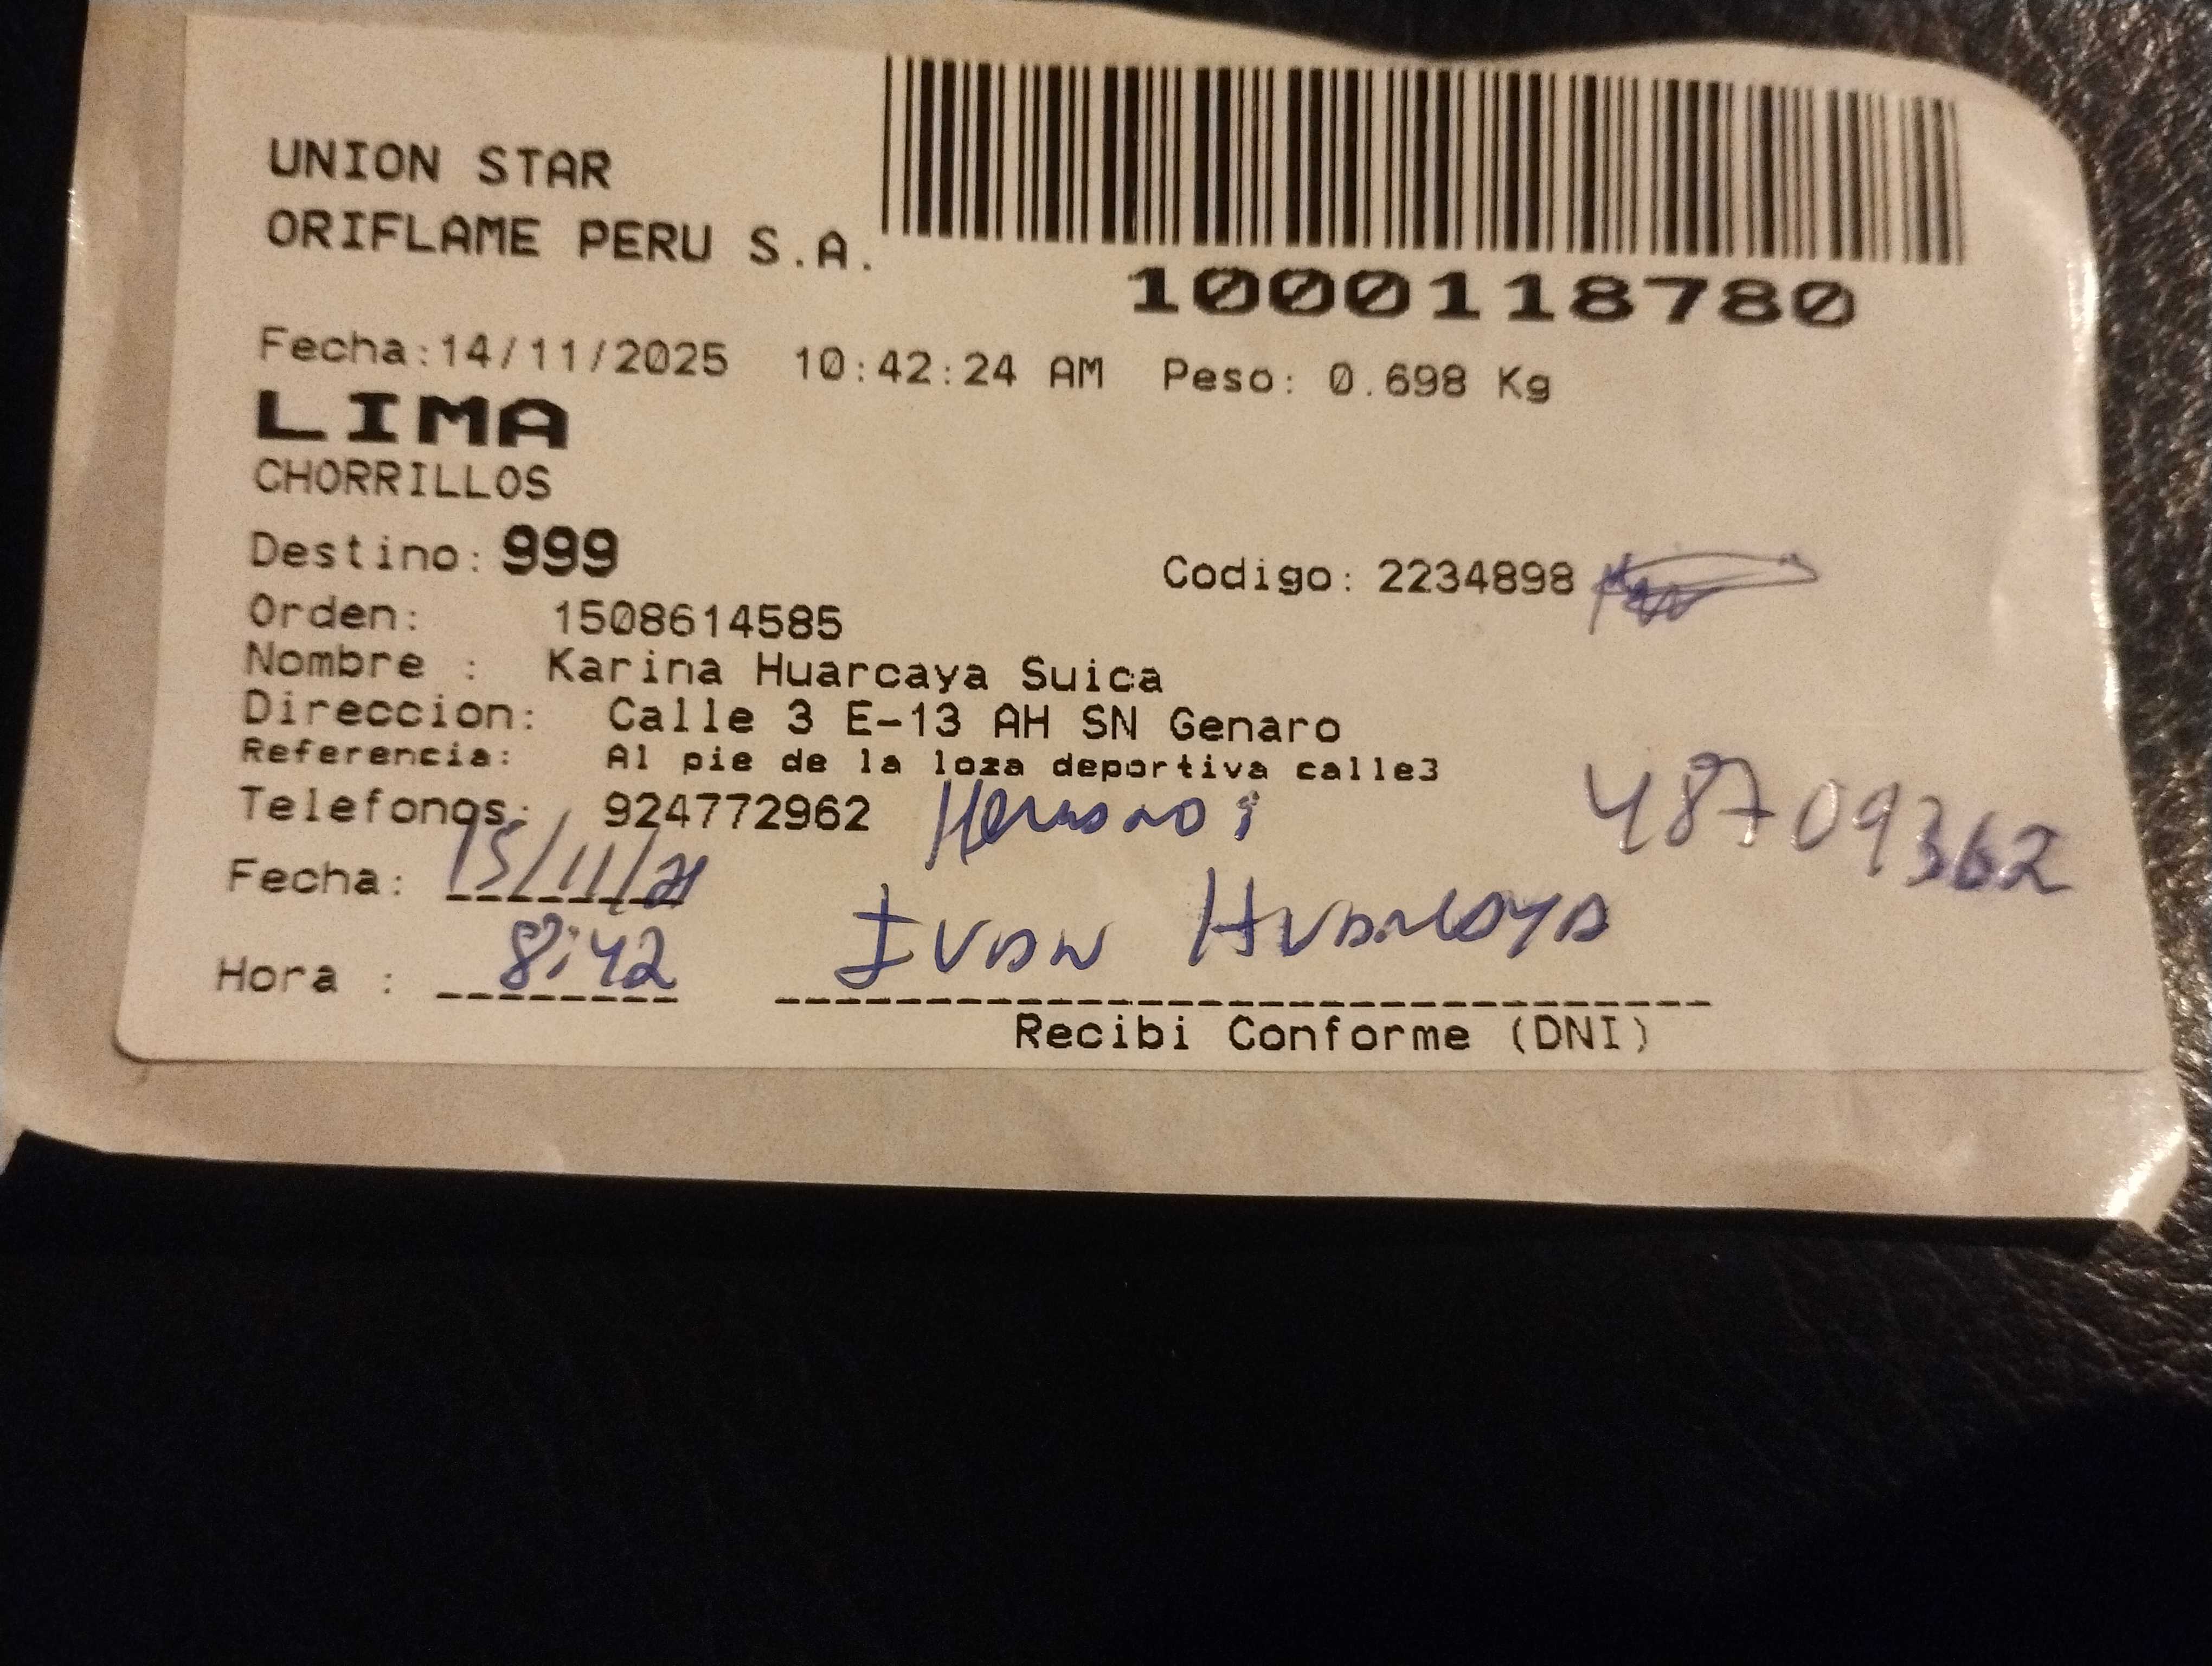 UNION STAR
ORIFLAME PERU S.A.
1000118780
Fecha:14/11/2025 10:42:24 AM Peso: 0.698 Kg
LIMA
CHORRILLOS
Destino: 999
Codigo: 2234898
Orden: 1508614585
Nombre : Karina Huarcaya Suica
Direccion: Calle 3 E-13 AH SN Genaro
Referencia: Al pie de la loza deportiva calle3
Telefonos: 924772962 Hermano: 48709362
Fecha: 15/11/
Hora : 8:42 IVAN HUARCAYA
Recibi Conforme (DNI)